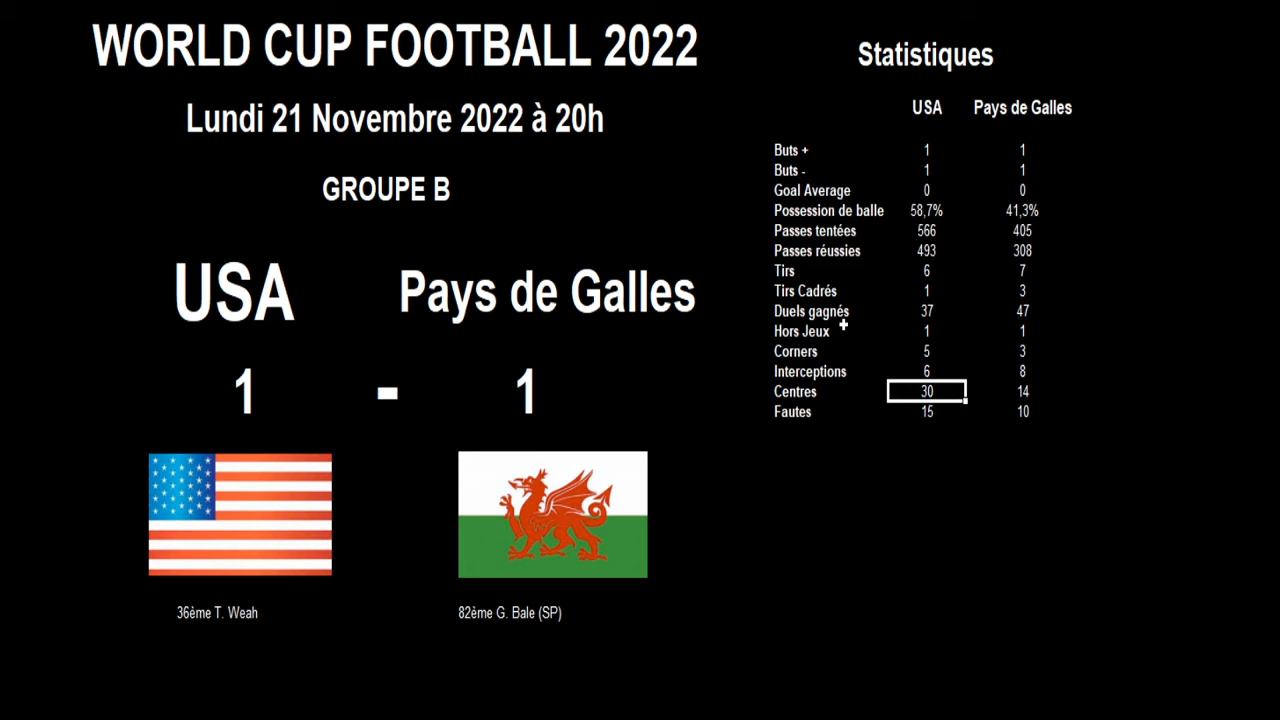 WORLD CUP FOOTBALL 2022
Lundi 21 Novembre 2022 à 20h
GROUPE B
USA Pays de Galles
1 - 1
36ème T. Weah 82ème G. Bale (SP)
Statistiques
USA Pays de Galles
Buts + 1 1
Buts - 1 1
Goal Average 0 0
Possession de balle 58,7% 41,3%
Passes tentées 566 405
Passes réussies 493 308
Tirs 6 7
Tirs Cadrés 1 3
Duels gagnés 37 47
Hors Jeux 1 1
Corners 5 3
Interceptions 6 8
Centres 30 14
Fautes 15 10